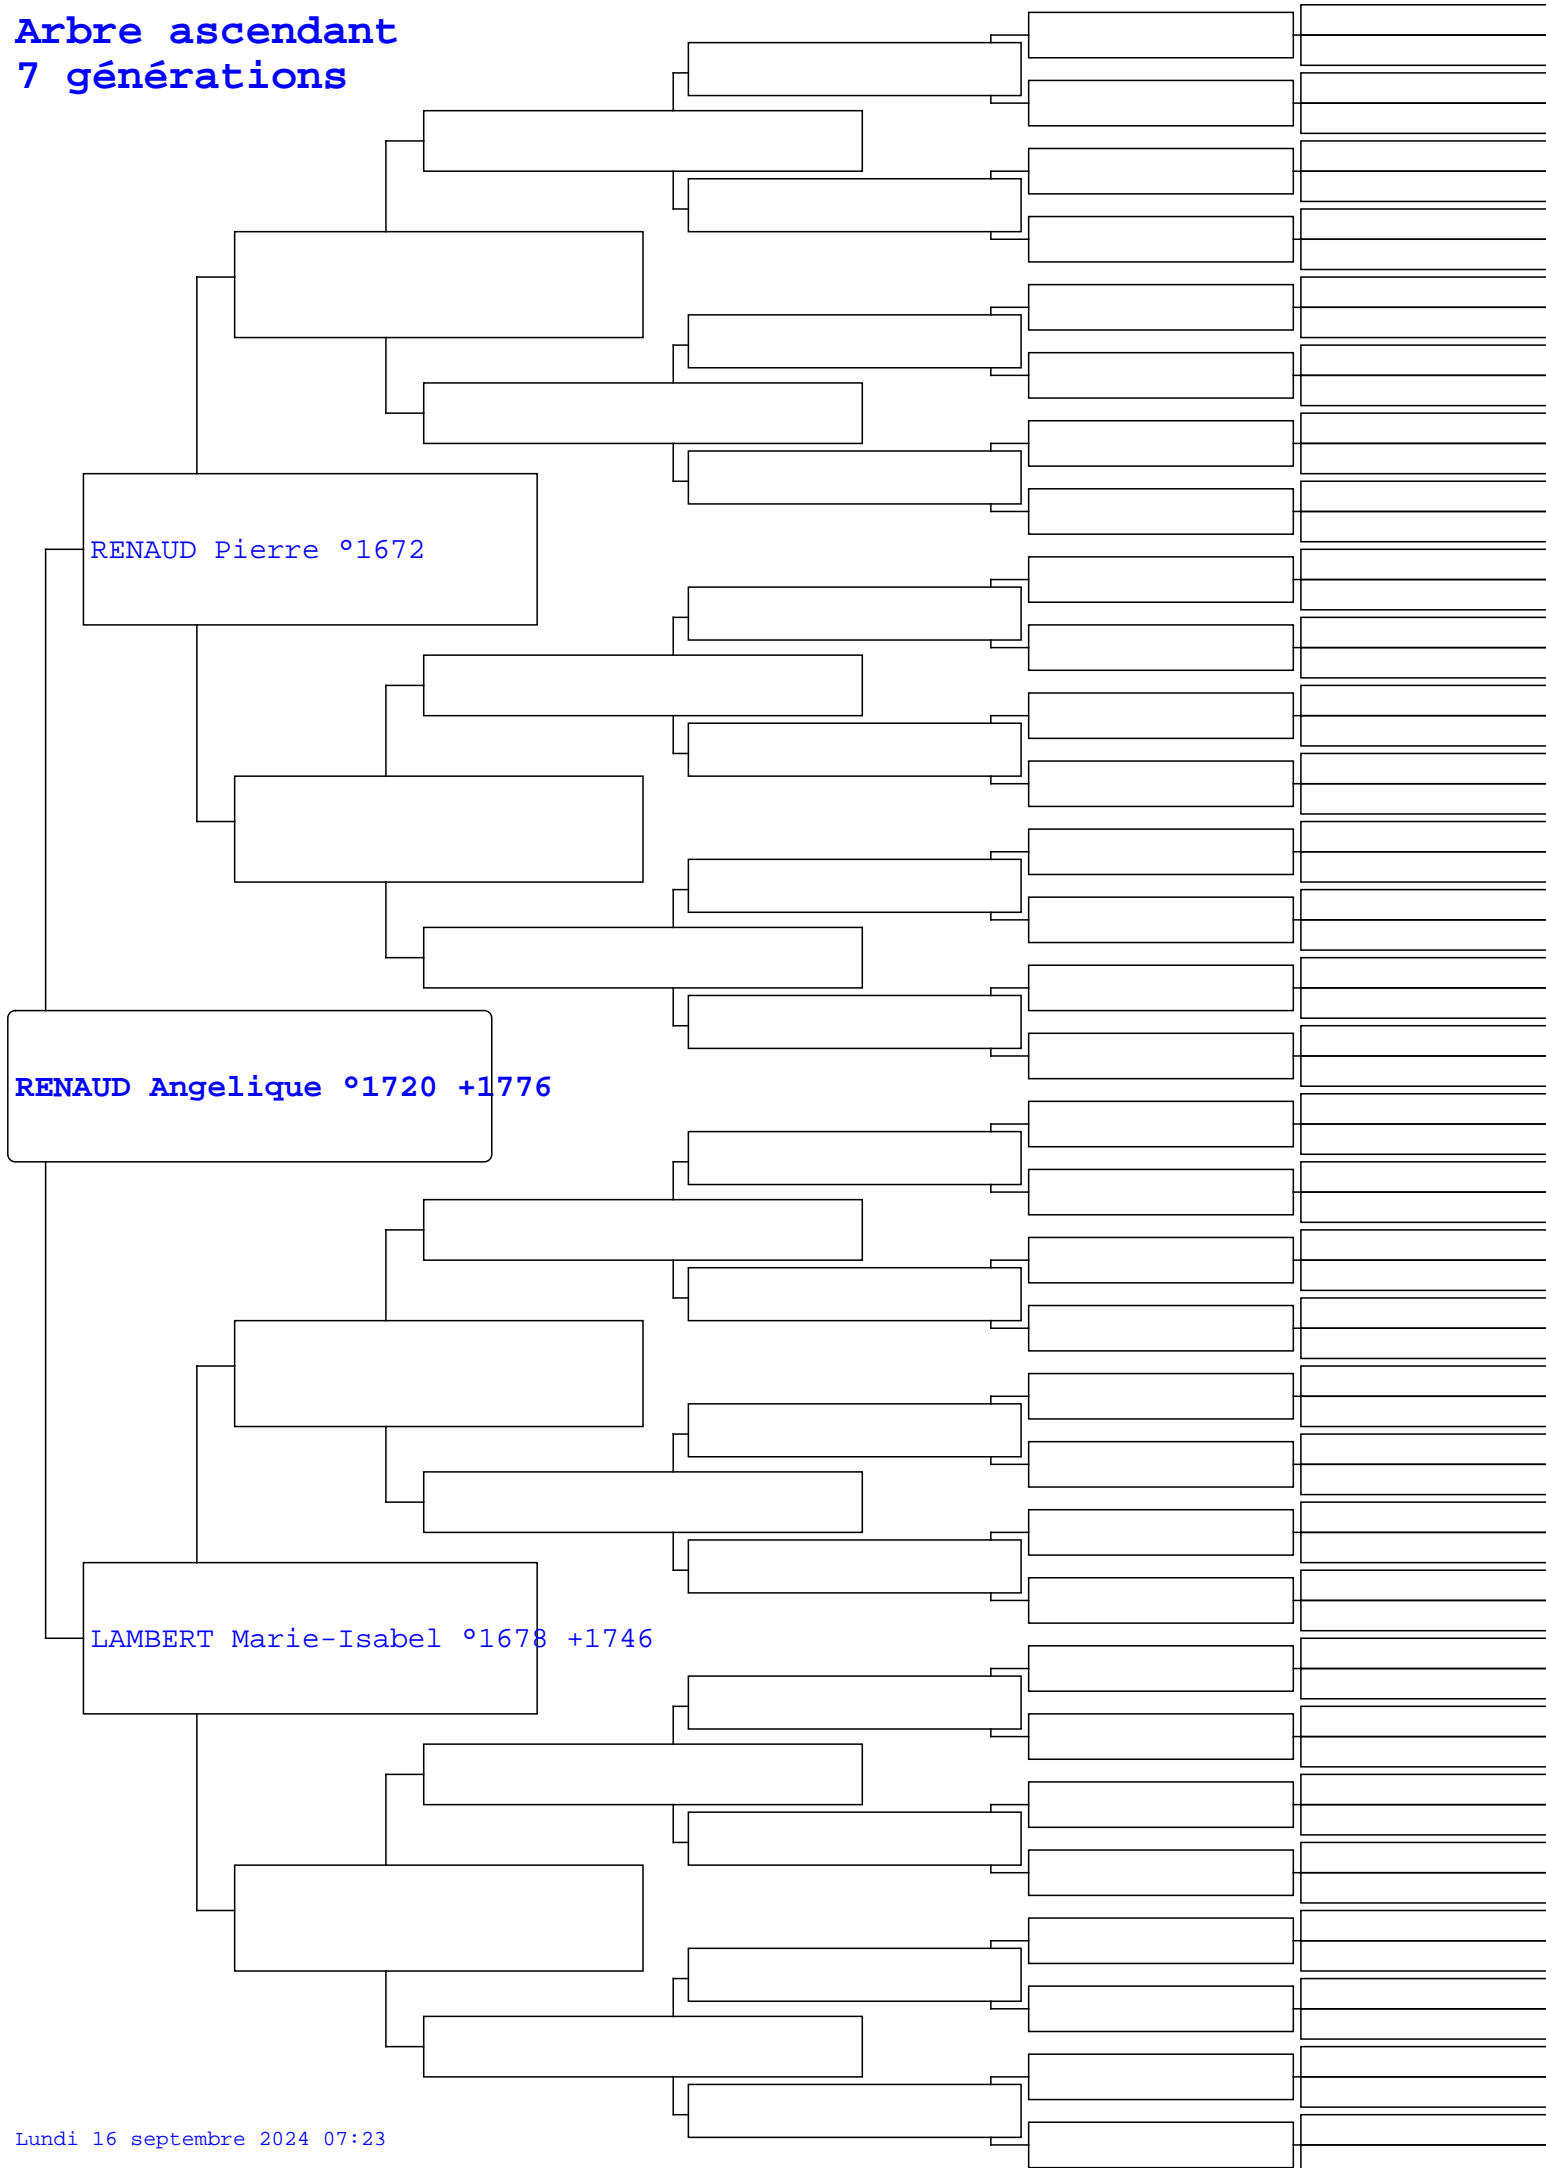 Arbre ascendant
7 générations
RENAUD Pierre °1672
RENAUD Angelique °1720 +1776
LAMBERT Marie-Isabel °1678 +1746
Lundi 16 septembre 2024 07:23